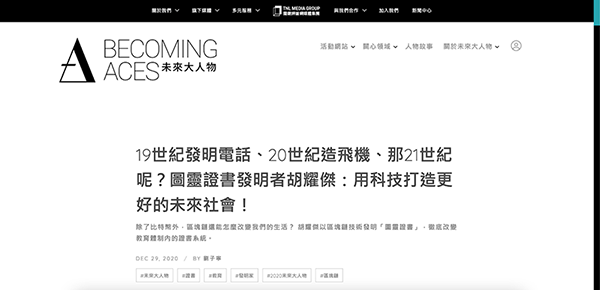 關於我們 旗下媒體 多元服務 TNL MEDIA GROUP 關鍵評論網媒體集團 與我們合作 加入我們 新聞中心
BECOMING
ACES未來大人物
活動網站 關心領域 人物故事 關於未來大人物
19世紀發明電話、20世紀造飛機、那21世紀
呢？圖靈證書發明者胡耀傑：用科技打造更
好的未來社會！
除了比特幣外，區塊鏈還能怎麼改變我們的生活？ 胡耀傑以區塊鏈技術發明「圖靈證書」，徹底改變
教育體制內的證書系統。
DEC 29, 2020 / BY 劉子寧
#未來大人物 #證書 #教育 #發明家 #2020未來大人物 #區塊鏈